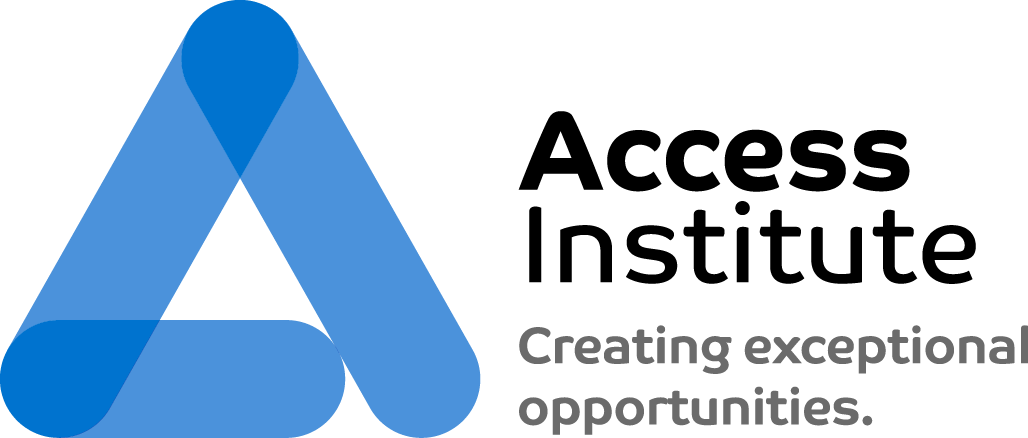 Access
Institute
Creating exceptional
opportunities.